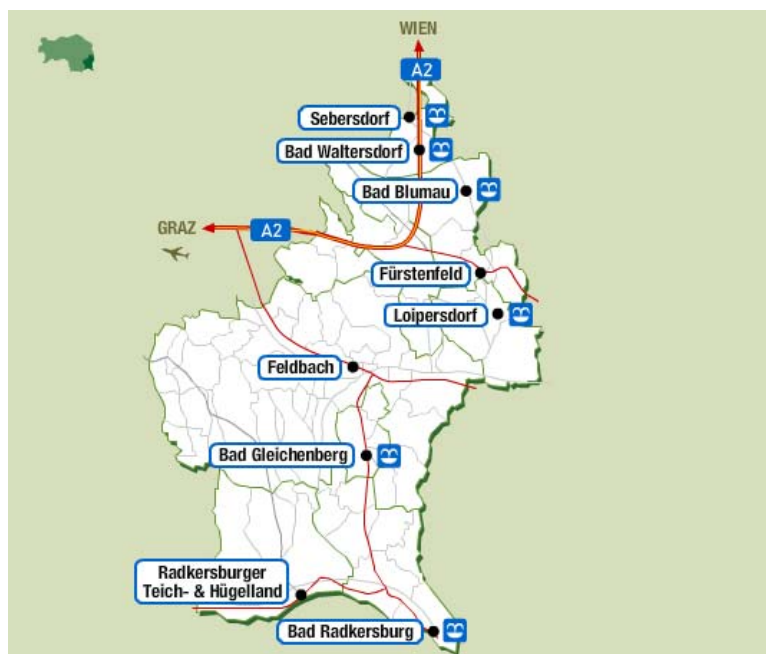 WIEN
A2
Sebersdorf
Bad Waltersdorf
Bad Blumau
GRAZ
A2
Fürstenfeld
Loipersdorf
Feldbach
Bad Gleichenberg
Radkersburger
Teich- & Hügelland
Bad Radkersburg